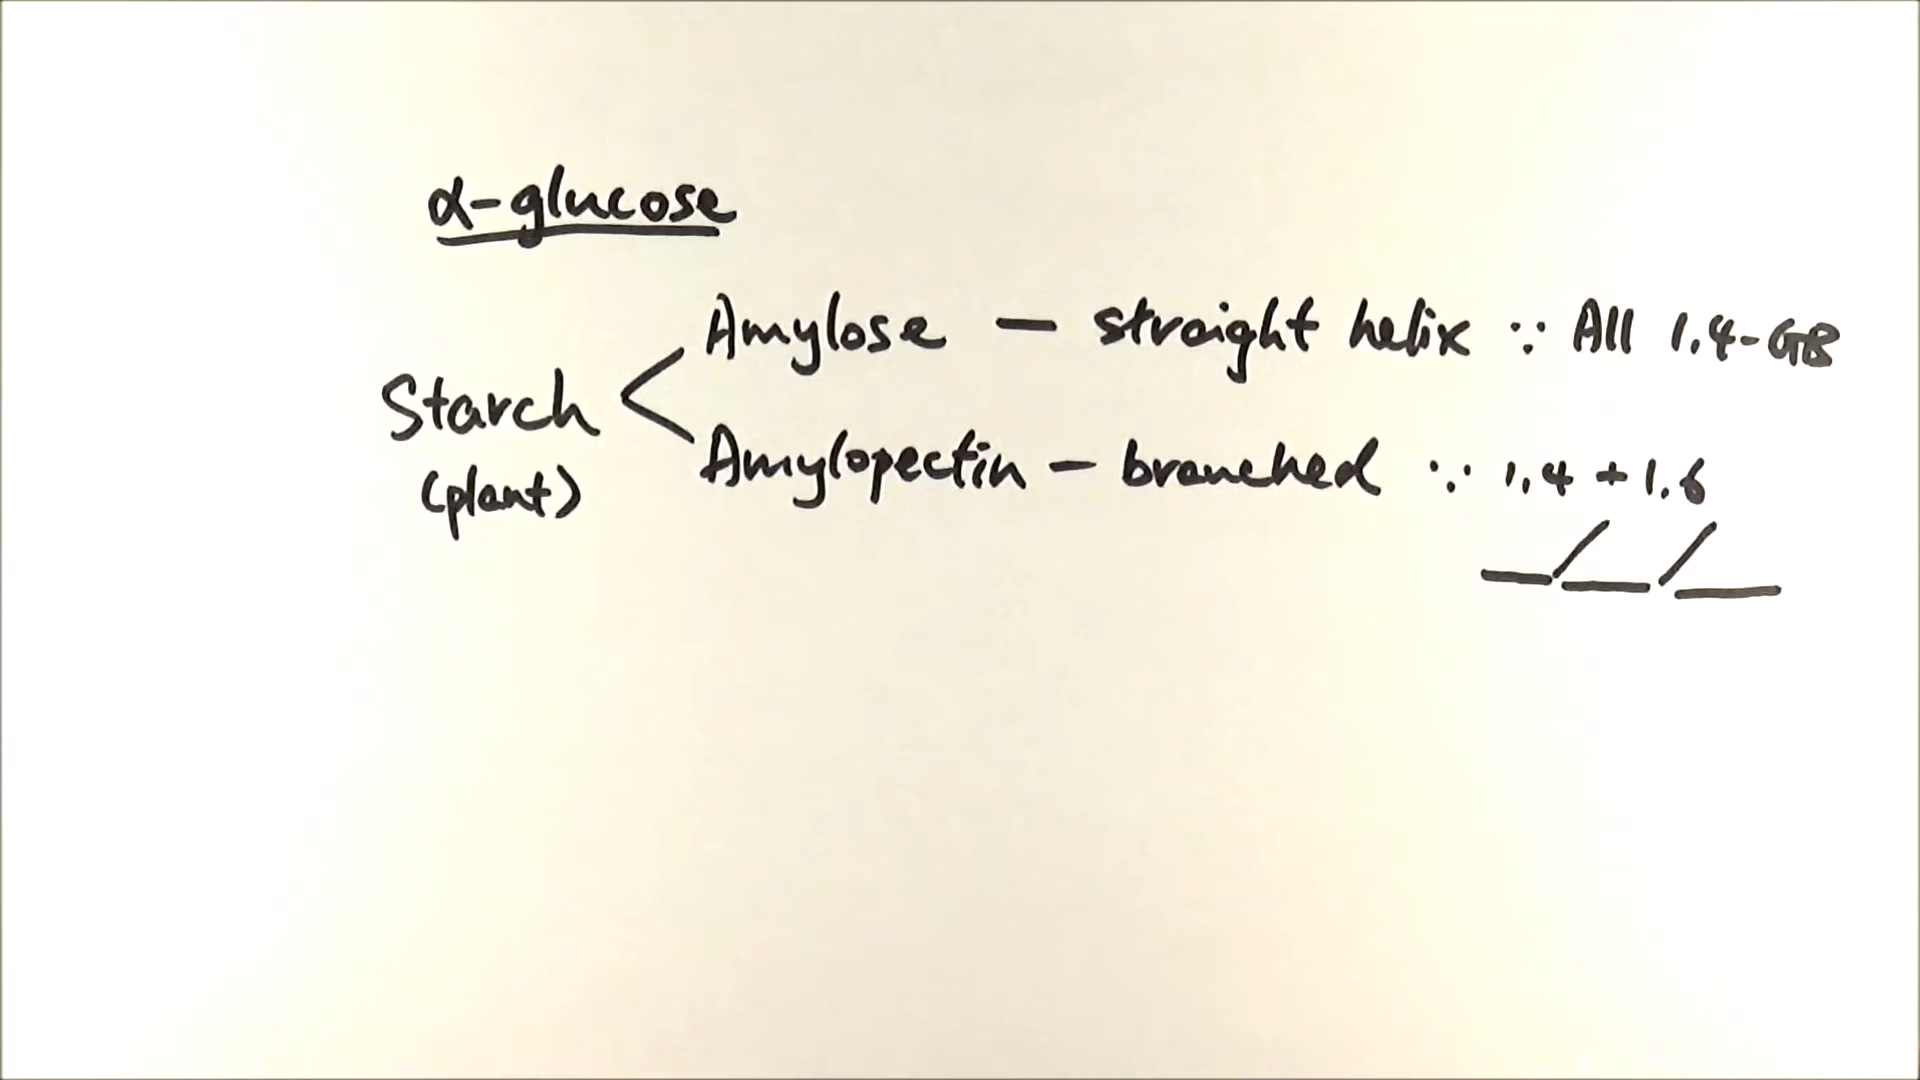 α-glucose
Amylose — straight helix ∵ All 1.4-GB
Starch
(plant)
Amylopectin — branched ∵ 1.4 + 1.6